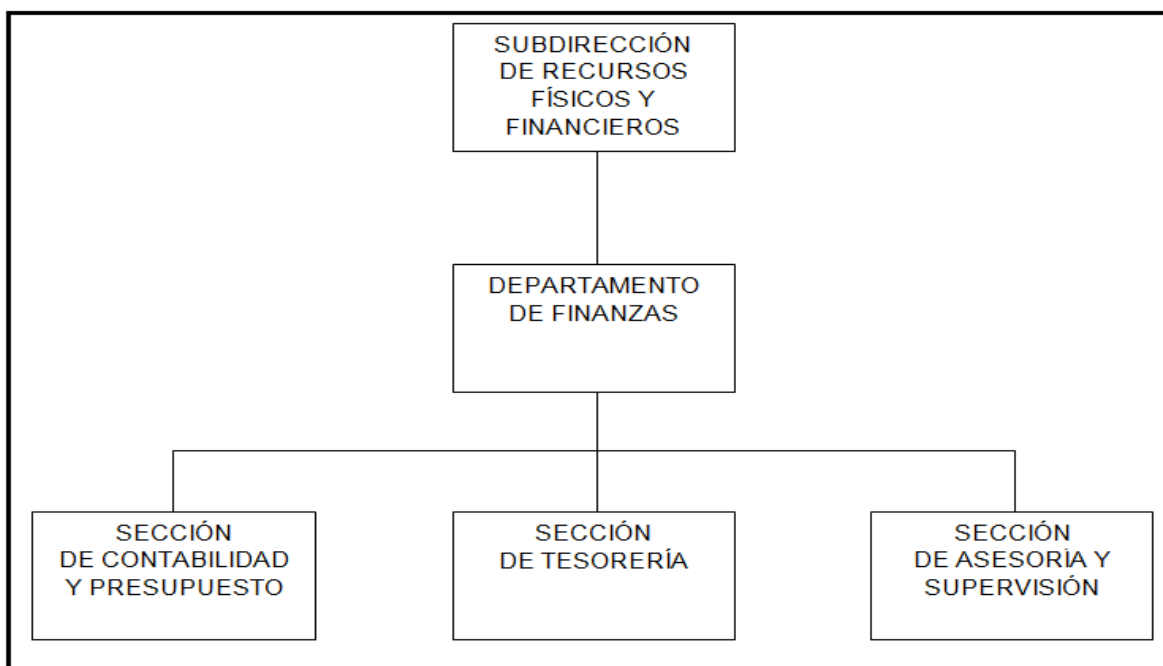 SUBDIRECCIÓN
DE RECURSOS
FÍSICOS Y
FINANCIEROS
DEPARTAMENTO
DE FINANZAS
SECCIÓN
DE CONTABILIDAD
Y PRESUPUESTO
SECCIÓN
DE TESORERÍA
SECCIÓN
DE ASESORÍA Y
SUPERVISIÓN